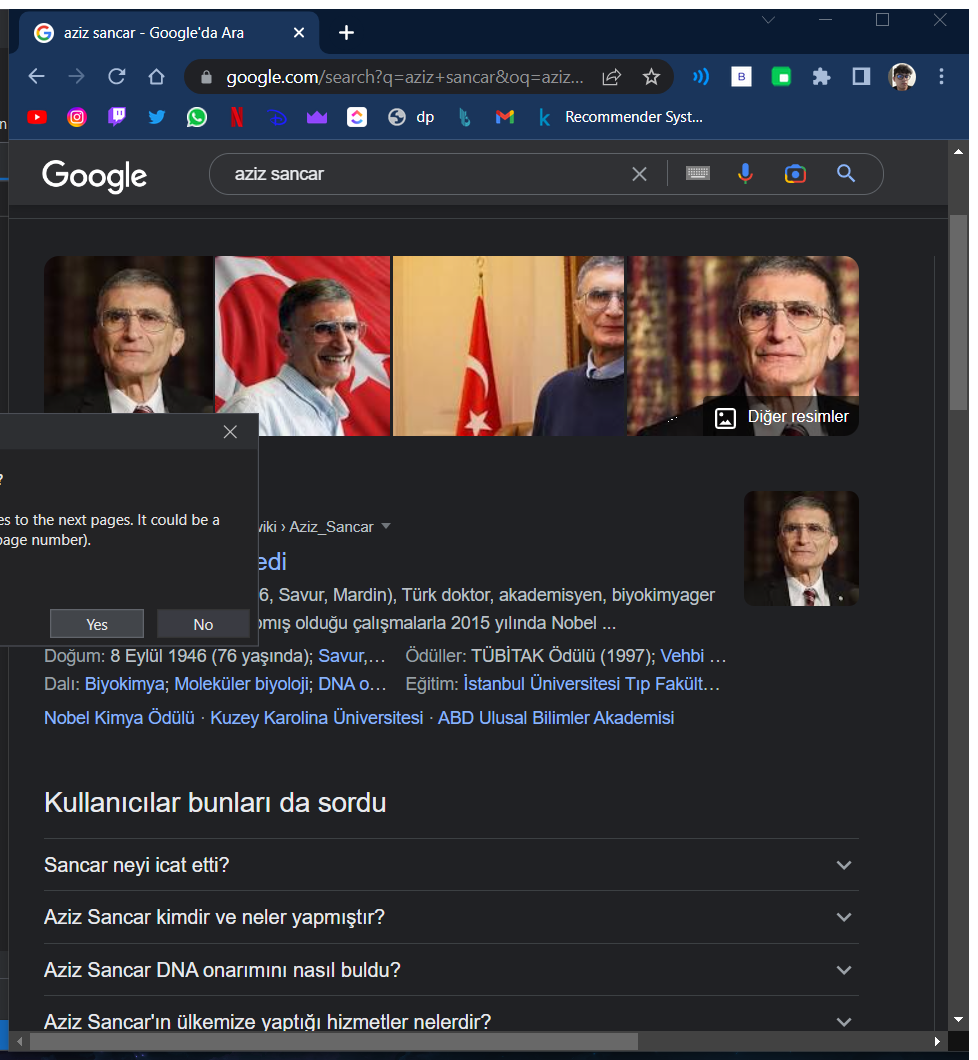 aziz sancar - Google'da Ara
google.com/search?q=aziz+sancar&oq=aziz...
dp
Recommender Syst...
Google
aziz sancar
Diğer resimler
?
es to the next pages. It could be a
page number).
Yes
No
viki › Aziz_Sancar
edi
6, Savur, Mardin), Türk doktor, akademisyen, biyokimyager
pmış olduğu çalışmalarla 2015 yılında Nobel ...
Doğum: 8 Eylül 1946 (76 yaşında); Savur,... Ödüller: TÜBİTAK Ödülü (1997); Vehbi ...
Dalı: Biyokimya; Moleküler biyoloji; DNA o... Eğitim: İstanbul Üniversitesi Tıp Fakült...
Nobel Kimya Ödülü · Kuzey Karolina Üniversitesi · ABD Ulusal Bilimler Akademisi
Kullanıcılar bunları da sordu
Sancar neyi icat etti?
Aziz Sancar kimdir ve neler yapmıştır?
Aziz Sancar DNA onarımını nasıl buldu?
Aziz Sancar'ın ülkemize yaptığı hizmetler nelerdir?